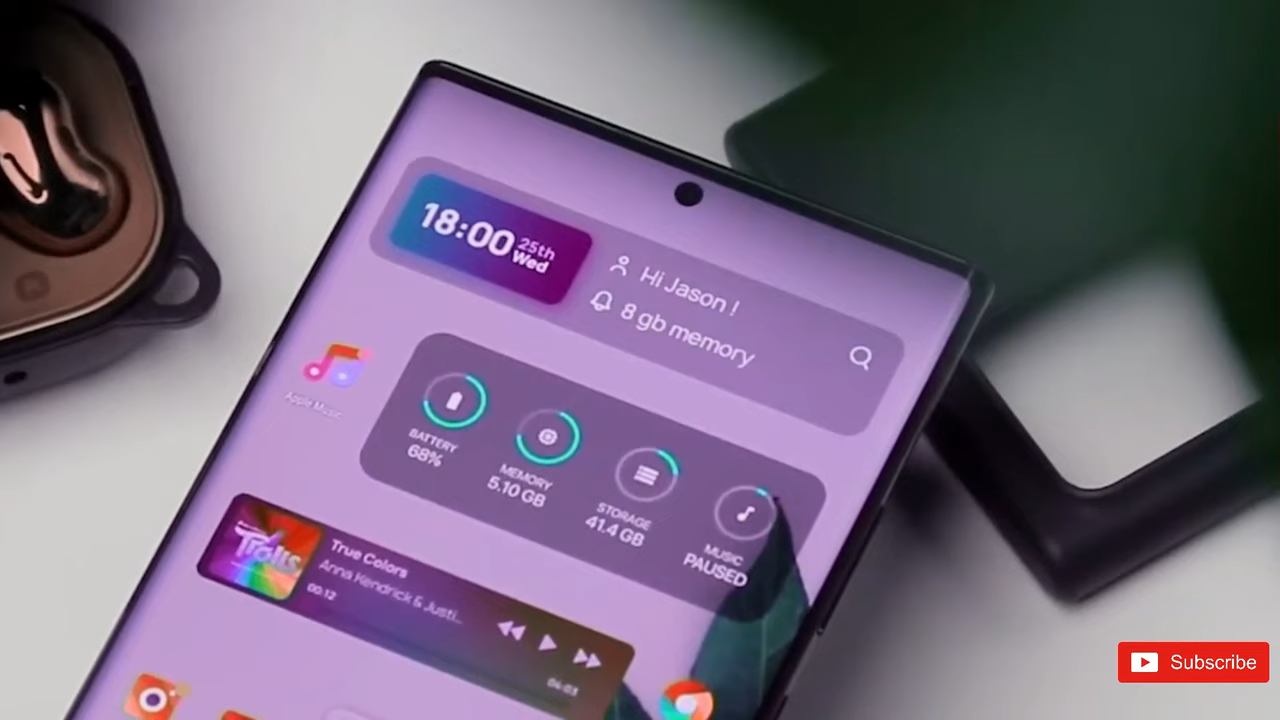 18:00
25th
Wed
Hi Jason !
8 gb memory
Apple Music
BATTERY
68%
MEMORY
5.10 GB
STORAGE
41.4 GB
MUSIC
PAUSED
Trolls
True Colors
Anna Kendrick & Justi...
00:12
04:03
Subscribe